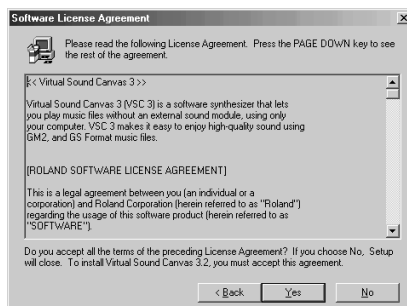 Software License Agreement
Please read the following License Agreement. Press the PAGE DOWN key to see
the rest of the agreement.
<< Virtual Sound Canvas 3 >>
Virtual Sound Canvas 3 (VSC 3) is a software synthesizer that lets
you play music files without an external sound module, using only
your computer. VSC 3 makes it easy to enjoy high-quality sound using
GM2, and GS Format music files.
[ROLAND SOFTWARE LICENSE AGREEMENT]
This is a legal agreement between you (an individual or a
corporation) and Roland Corporation (herein referred to as "Roland")
regarding the usage of this software product (herein referred to as
"SOFTWARE").
Do you accept all the terms of the preceding License Agreement? If you choose No, Setup
will close. To install Virtual Sound Canvas 3.2, you must accept this agreement.
< Back Yes No